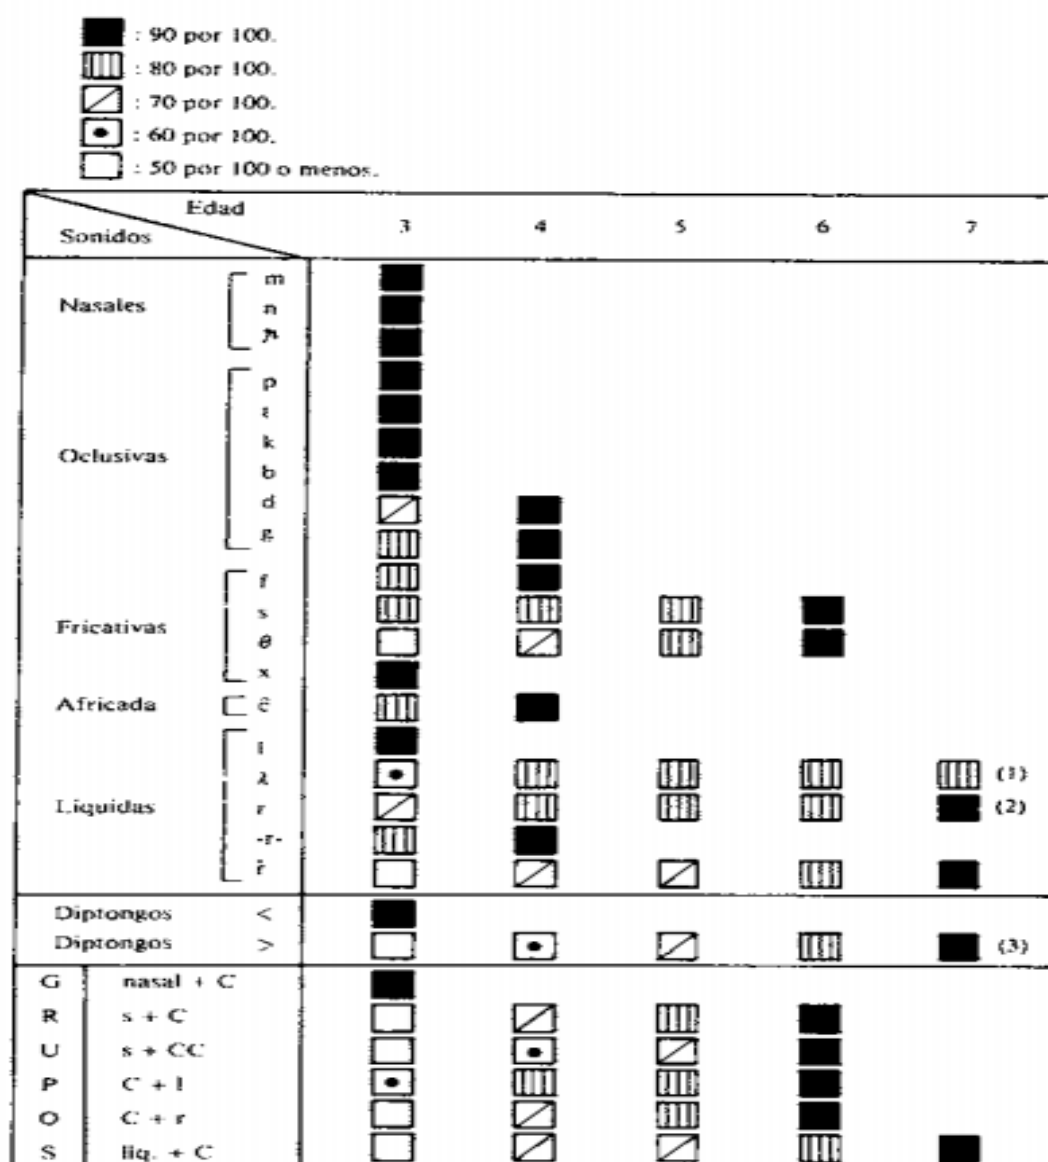 : 90 por 100.
: 80 por 100.
: 70 por 100.
: 60 por 100.
: 50 por 100 o menos.
Edad
Sonidos 3 4 5 6 7
m
Nasales n
ɲ
p
t
k
Oclusivas b
d
g
f
s
Fricativas θ
x
Africada c̆
l
λ (1)
Líquidas r (2)
-r-
r̄
Diptongos <
Diptongos > (3)
G nasal + C
R s + C
U s + CC
P C + l
O C + r
S liq. + C